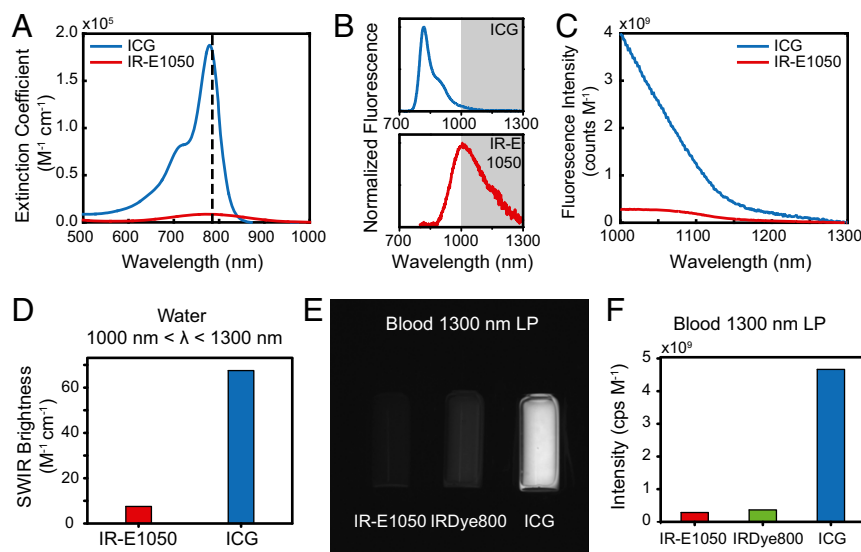 A
x10⁵
2.0
1.5
1.0
0.5
0.0
500 600 700 800 900 1000
Extinction Coefficient
(M⁻¹ cm⁻¹)
Wavelength (nm)
ICG
IR-E1050
B
Normalized Fluorescence
ICG
700 1000 1300
IR-E
1050
700 1000 1300
Wavelength (nm)
C
x10⁹
4
3
2
1
0
1000 1100 1200 1300
Fluorescence Intensity
(counts M⁻¹)
Wavelength (nm)
ICG
IR-E1050
D
Water
1000 nm < λ < 1300 nm
60
40
20
0
SWIR Brightness
(M⁻¹ cm⁻¹)
IR-E1050 ICG
E
Blood 1300 nm LP
IR-E1050 IRDye800 ICG
F
Blood 1300 nm LP
x10⁹
5
4
3
2
1
0
Intensity (cps M⁻¹)
IR-E1050 IRDye800 ICG